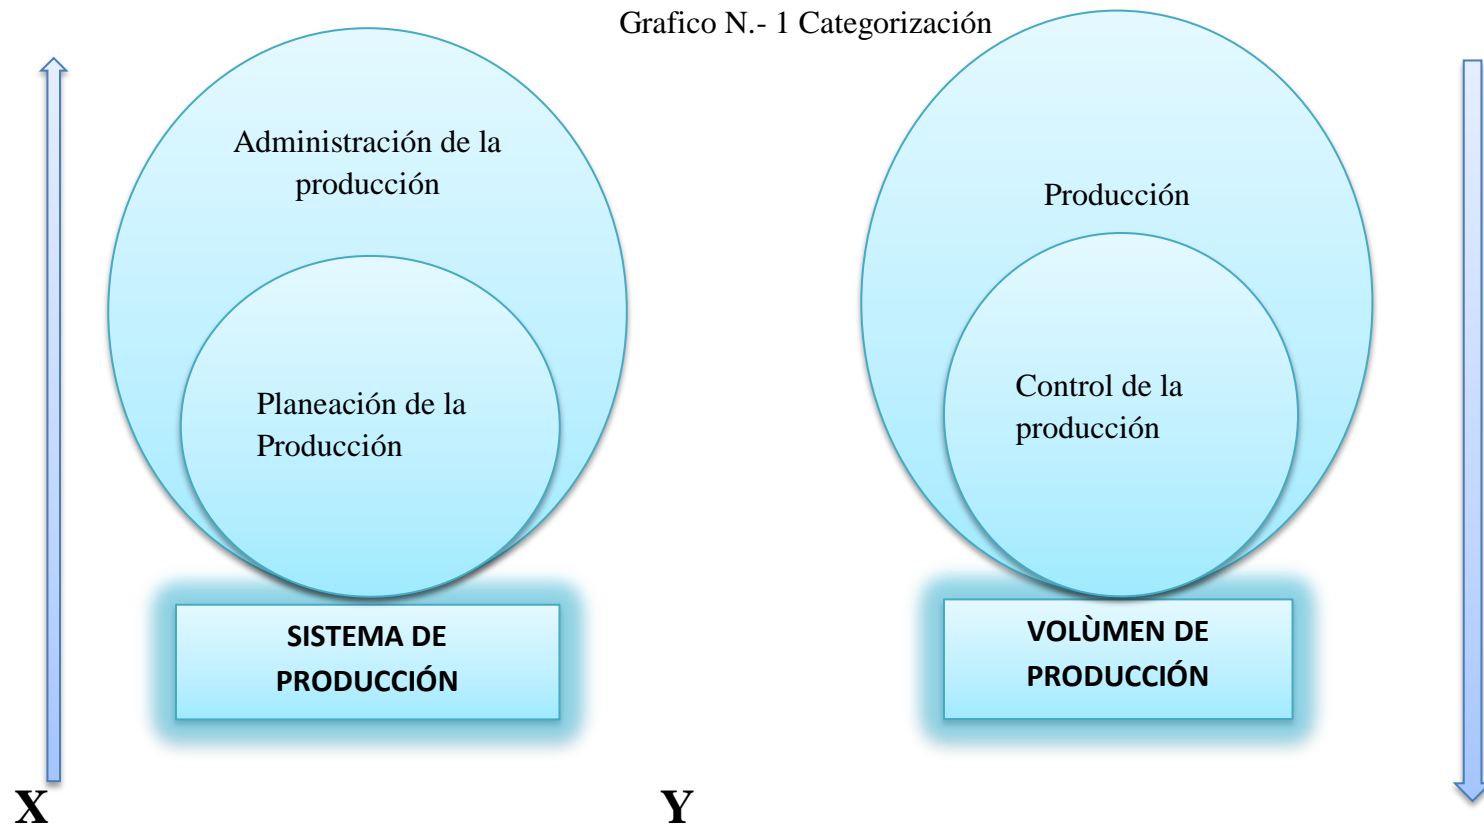 Grafico N.- 1 Categorización
Administración de la
producción
Planeación de la
Producción
SISTEMA DE
PRODUCCIÓN
X
Producción
Control de la
producción
VOLÙMEN DE
PRODUCCIÓN
Y